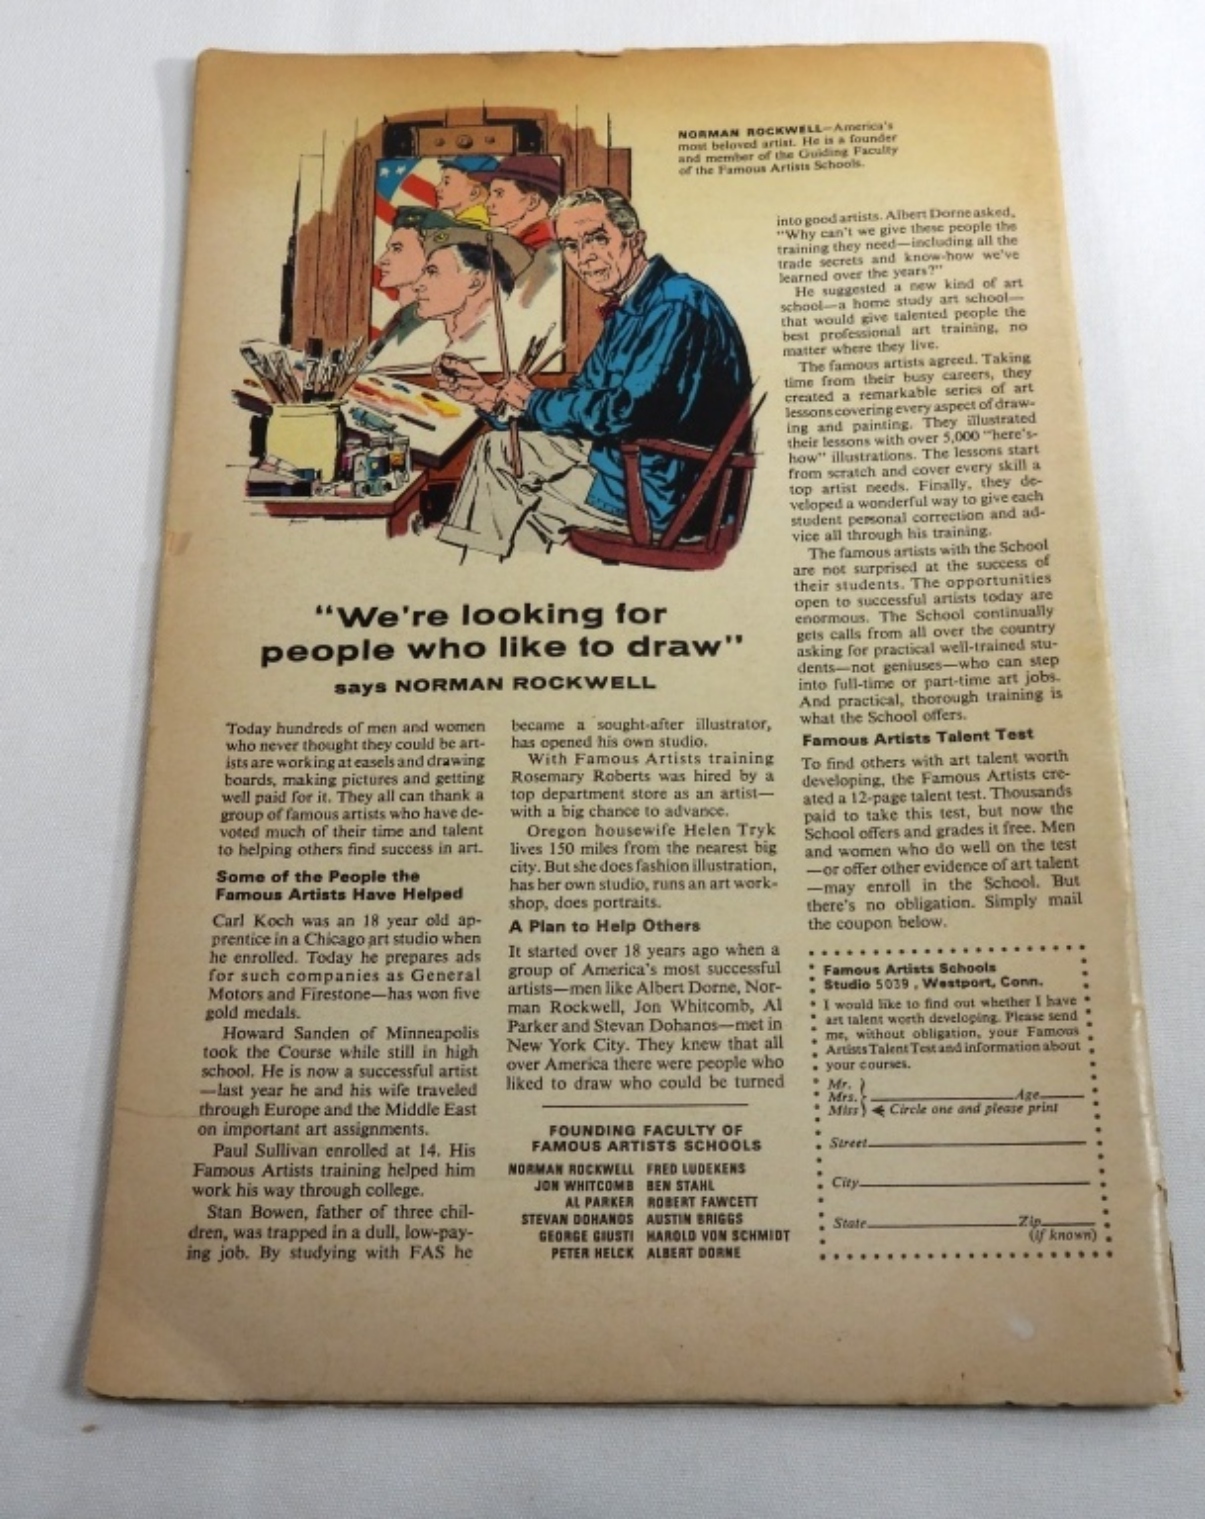 NORMAN ROCKWELL—America's
most beloved artist. He is a founder
and member of the Guiding Faculty
of the Famous Artists Schools.
"We're looking for
people who like to draw"
says NORMAN ROCKWELL
Today hundreds of men and women
who never thought they could be art-
ists are working at easels and drawing
boards, making pictures and getting
well paid for it. They all can thank a
group of famous artists who have de-
voted much of their time and talent
to helping others find success in art.
Some of the People the
Famous Artists Have Helped
Carl Koch was an 18 year old ap-
prentice in a Chicago art studio when
he enrolled. Today he prepares ads
for such companies as General
Motors and Firestone—has won five
gold medals.
Howard Sanden of Minneapolis
took the Course while still in high
school. He is now a successful artist
—last year he and his wife traveled
through Europe and the Middle East
on important art assignments.
Paul Sullivan enrolled at 14. His
Famous Artists training helped him
work his way through college.
Stan Bowen, father of three chil-
dren, was trapped in a dull, low-pay-
ing job. By studying with FAS he
became a sought-after illustrator,
has opened his own studio.
With Famous Artists training
Rosemary Roberts was hired by a
top department store as an artist—
with a big chance to advance.
Oregon housewife Helen Tryk
lives 150 miles from the nearest big
city. But she does fashion illustration,
has her own studio, runs an art work-
shop, does portraits.
A Plan to Help Others
It started over 18 years ago when a
group of America's most successful
artists—men like Albert Dorne, Nor-
man Rockwell, Jon Whitcomb, Al
Parker and Stevan Dohanos—met in
New York City. They knew that all
over America there were people who
liked to draw who could be turned
FOUNDING FACULTY OF
FAMOUS ARTISTS SCHOOLS
NORMAN ROCKWELL FRED LUDEKENS
JON WHITCOMB BEN STAHL
AL PARKER ROBERT FAWCETT
STEVAN DOHANOS AUSTIN BRIGGS
GEORGE GIUSTI HAROLD VON SCHMIDT
PETER HELCK ALBERT DORNE
into good artists. Albert Dorne asked,
"Why can't we give these people the
training they need—including all the
trade secrets and know-how we've
learned over the years?"
He suggested a new kind of art
school—a home study art school—
that would give talented people the
best professional art training, no
matter where they live.
The famous artists agreed. Taking
time from their busy careers, they
created a remarkable series of art
lessons covering every aspect of draw-
ing and painting. They illustrated
their lessons with over 5,000 "here's-
how" illustrations. The lessons start
from scratch and cover every skill a
top artist needs. Finally, they de-
veloped a wonderful way to give each
student personal correction and ad-
vice all through his training.
The famous artists with the School
are not surprised at the success of
their students. The opportunities
open to successful artists today are
enormous. The School continually
gets calls from all over the country
asking for practical well-trained stu-
dents—not geniuses—who can step
into full-time or part-time art jobs.
And practical, thorough training is
what the School offers.
Famous Artists Talent Test
To find others with art talent worth
developing, the Famous Artists cre-
ated a 12-page talent test. Thousands
paid to take this test, but now the
School offers and grades it free. Men
and women who do well on the test
—or offer other evidence of art talent
—may enroll in the School. But
there's no obligation. Simply mail
the coupon below.
Famous Artists Schools
Studio 5039, Westport, Conn.
I would like to find out whether I have
art talent worth developing. Please send
me, without obligation, your Famous
Artists Talent Test and information about
your courses.
Mr.
Mrs. Age
Miss Circle one and please print
Street
City
State Zip
(if known)